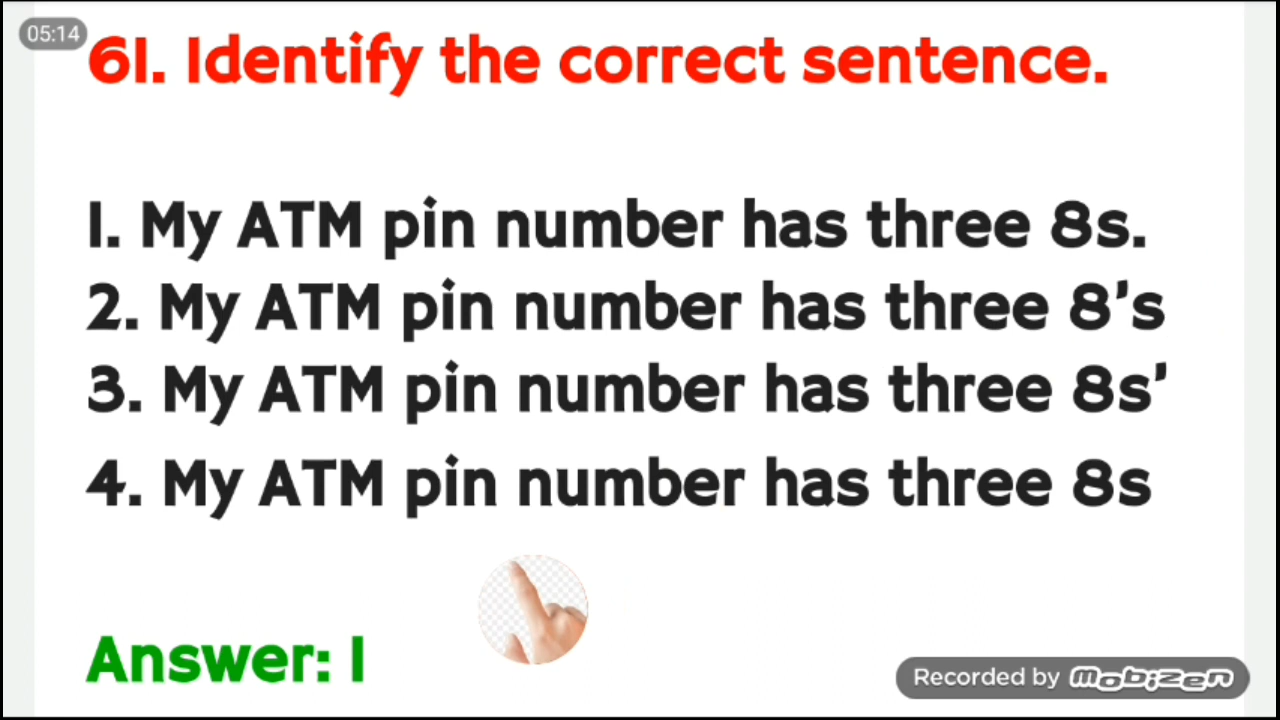 05:14
61. Identify the correct sentence.
1. My ATM pin number has three 8s.
2. My ATM pin number has three 8's
3. My ATM pin number has three 8s'
4. My ATM pin number has three 8s
Answer: 1
Recorded by mobizen